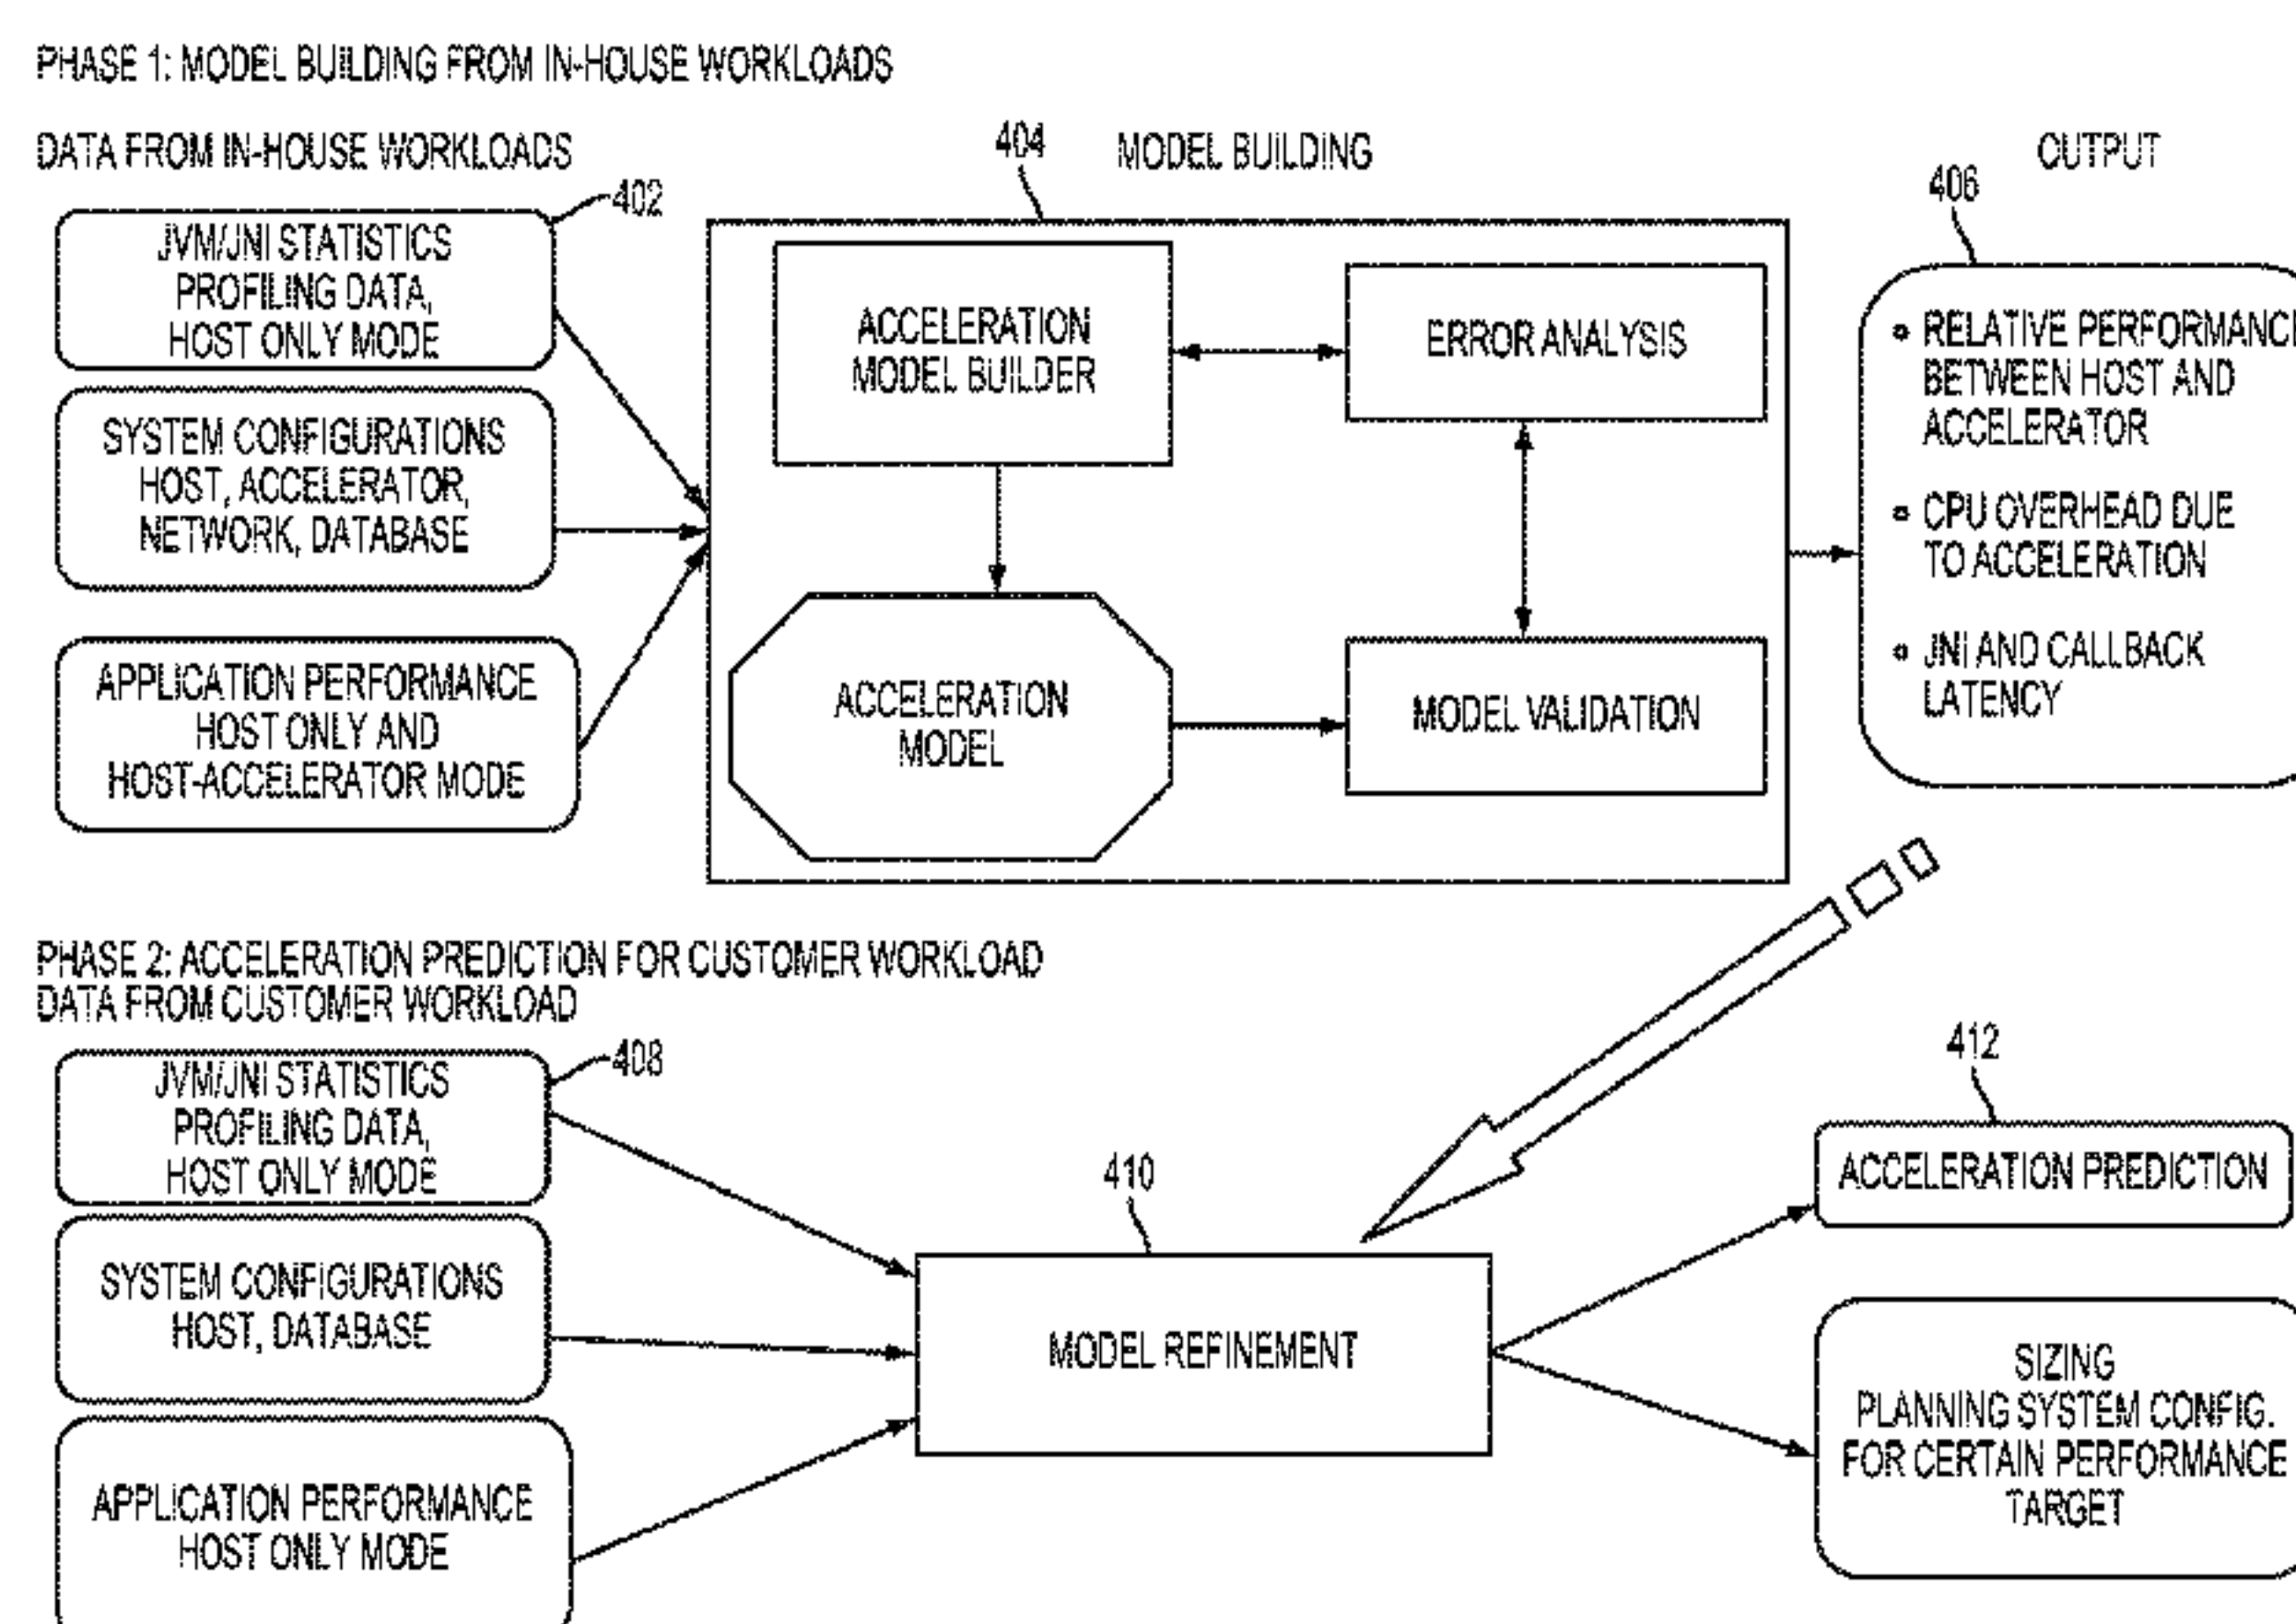 PHASE 1: MODEL BUILDING FROM IN-HOUSE WORKLOADS
DATA FROM IN-HOUSE WORKLOADS
404
MODEL BUILDING
OUTPUT
402
406
JVM/JNI STATISTICS
PROFILING DATA,
HOST ONLY MODE
SYSTEM CONFIGURATIONS
HOST, ACCELERATOR,
NETWORK, DATABASE
APPLICATION PERFORMANCE
HOST ONLY AND
HOST-ACCELERATOR MODE
ACCELERATION
MODEL BUILDER
ERROR ANALYSIS
ACCELERATION
MODEL
MODEL VALIDATION
RELATIVE PERFORMANC
BETWEEN HOST AND
ACCELERATOR
CPU OVERHEAD DUE
TO ACCELERATION
JNI AND CALLBACK
LATENCY
PHASE 2: ACCELERATION PREDICTION FOR CUSTOMER WORKLOAD
DATA FROM CUSTOMER WORKLOAD
408
JVM/JNI STATISTICS
PROFILING DATA,
HOST ONLY MODE
SYSTEM CONFIGURATIONS
HOST, DATABASE
APPLICATION PERFORMANCE
HOST ONLY MODE
410
MODEL REFINEMENT
412
ACCELERATION PREDICTION
SIZING
PLANNING SYSTEM CONFIG.
FOR CERTAIN PERFORMANCE
TARGET